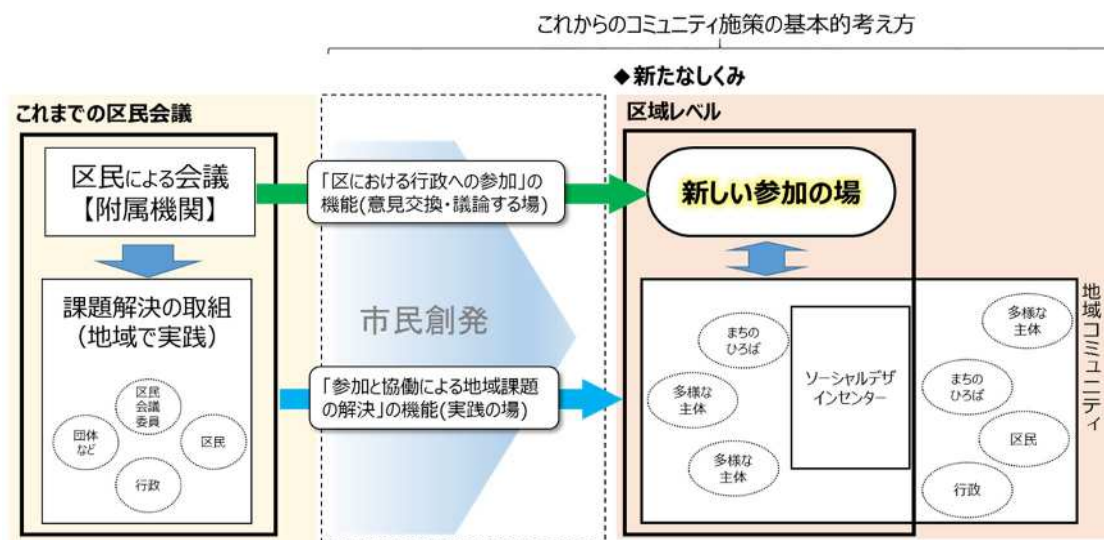 これからのコミュニティ施策の基本的考え方
◆新たなしくみ
これまでの区民会議
区民による会議
【附属機関】
課題解決の取組
(地域で実践)
区民
会議
委員
団体
など
区民
行政
「区における行政への参加」の
機能(意見交換・議論する場)
市民創発
「参加と協働による地域課題
の解決」の機能(実践の場)
区域レベル
新しい参加の場
まちの
ひろば
多様な
主体
多様な
主体
ソーシャルデザ
インセンター
多様な
主体
まちの
ひろば
区民
行政
地域コミュニティ